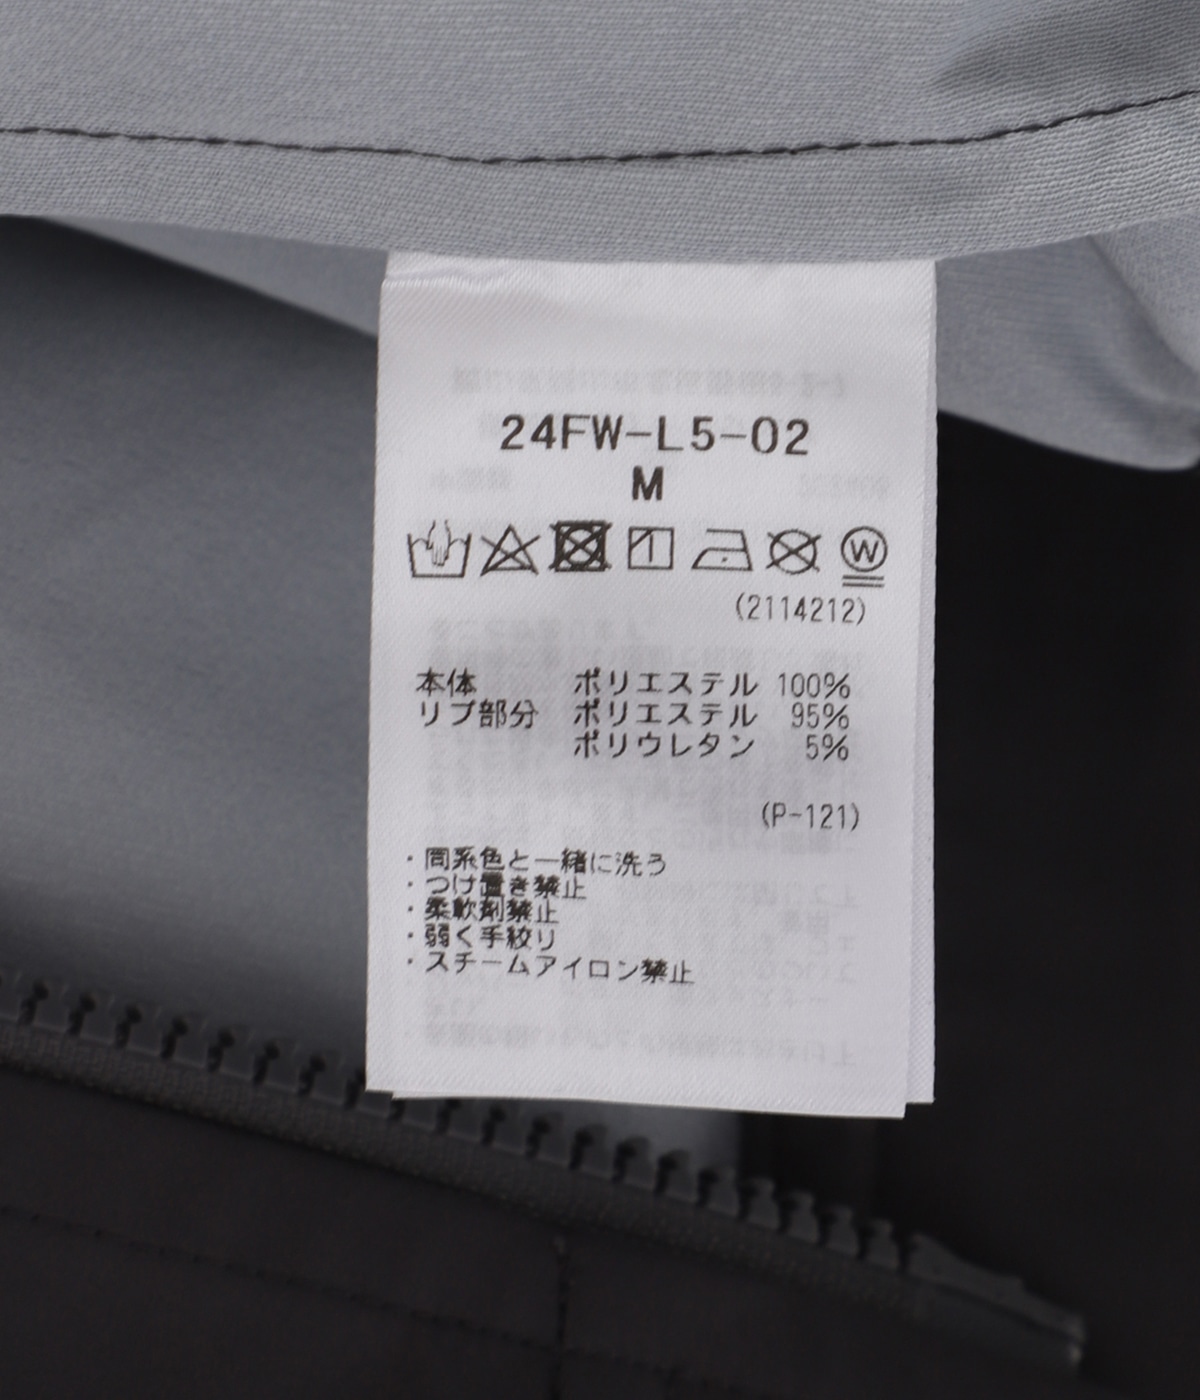 24FW-L5-02
M
W
(2114212)
本体 ポリエステル 100%
リブ部分 ポリエステル 95%
ポリウレタン 5%
(P-121)
・同系色と一緒に洗う
・つけ置き禁止
・柔軟剤禁止
・弱く手絞り
・スチームアイロン禁止